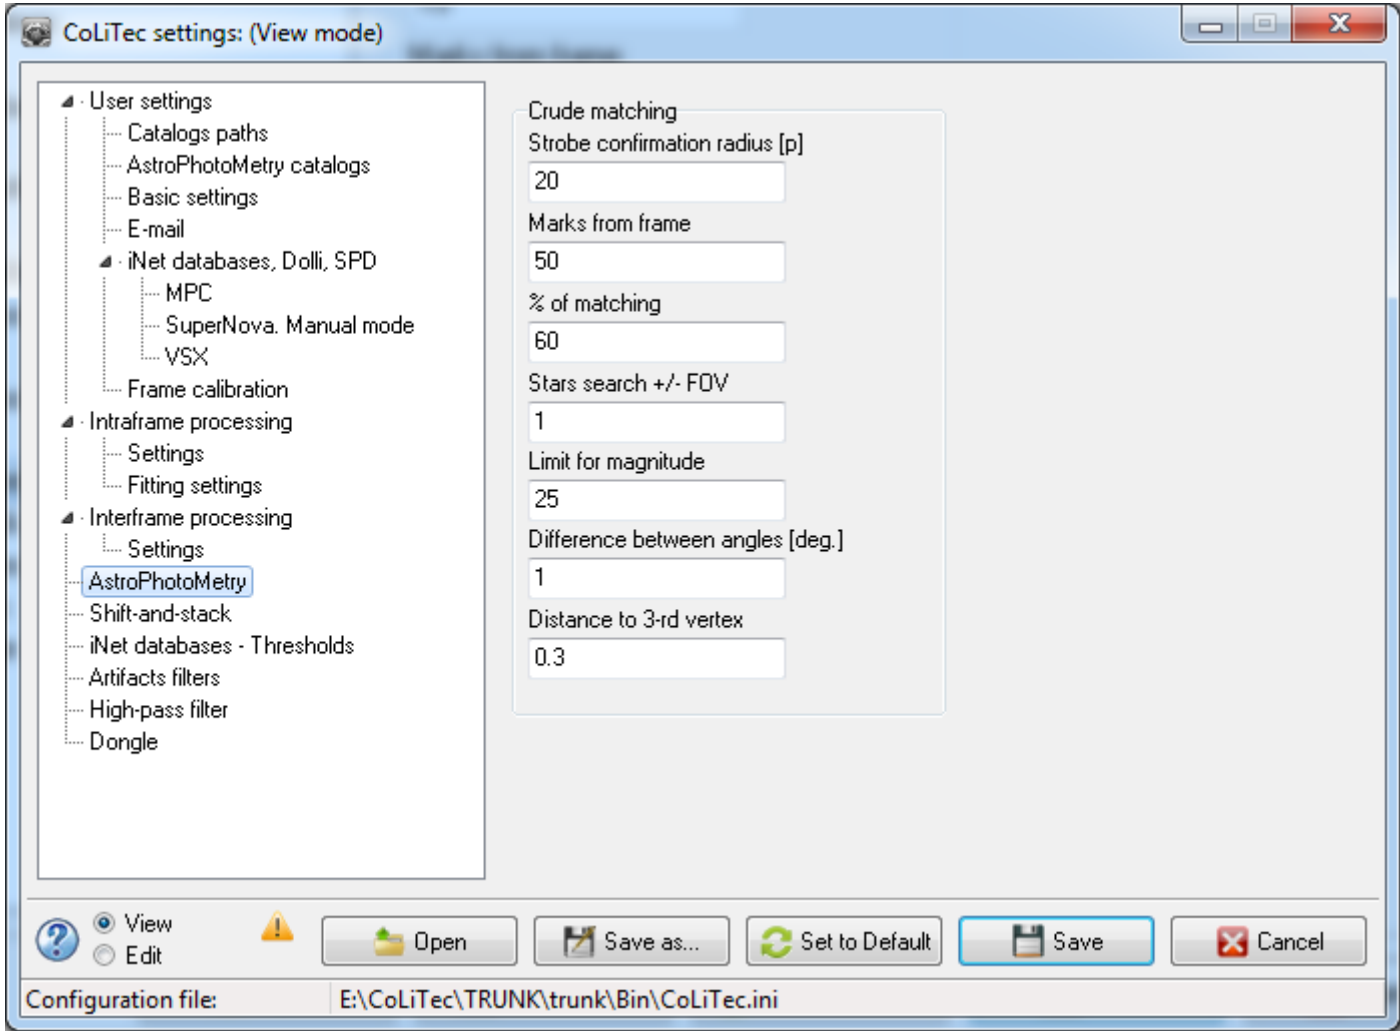 CoLiTec settings: (View mode)
User settings
Catalogs paths
AstroPhotoMetry catalogs
Basic settings
E-mail
iNet databases, Dolli, SPD
MPC
SuperNova. Manual mode
VSX
Frame calibration
Intraframe processing
Settings
Fitting settings
Interframe processing
Settings
AstroPhotoMetry
Shift-and-stack
iNet databases - Thresholds
Artifacts filters
High-pass filter
Dongle
Crude matching
Strobe confirmation radius [p]
20
Marks from frame
50
% of matching
60
Stars search +/- FOV
1
Limit for magnitude
25
Difference between angles [deg.]
1
Distance to 3-rd vertex
0.3
View
Edit
Open
Save as...
Set to Default
Save
Cancel
Configuration file:
E:\CoLiTec\TRUNK\trunk\Bin\CoLiTec.ini